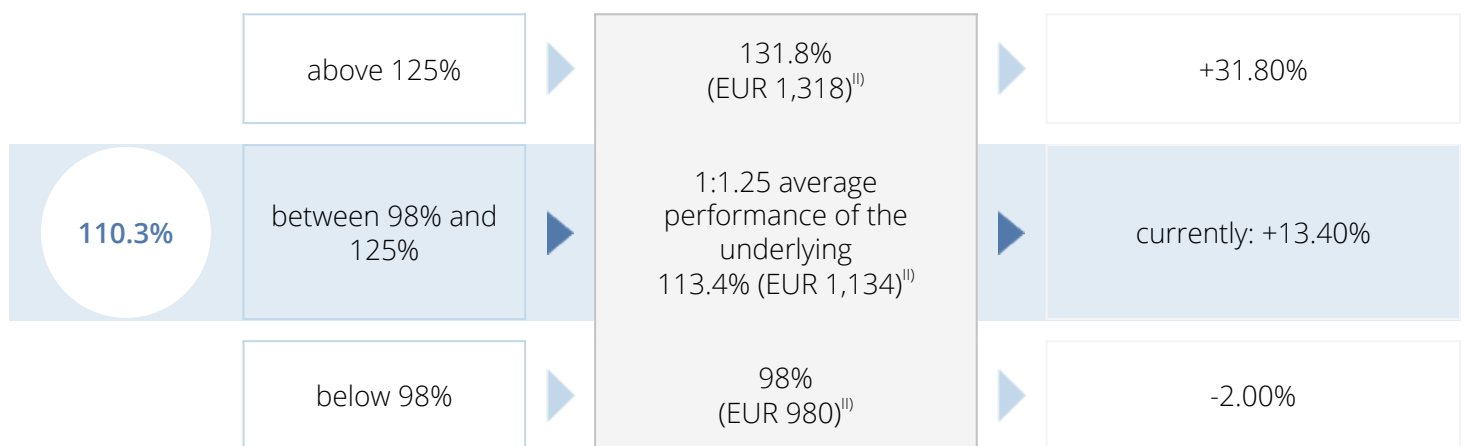 above 125%
131.8%
(EUR 1,318)II)
+31.80%
110.3%
between 98% and
125%
1:1.25 average
performance of the
underlying
113.4% (EUR 1,134)II)
currently: +13.40%
below 98%
98%
(EUR 980)II)
-2.00%